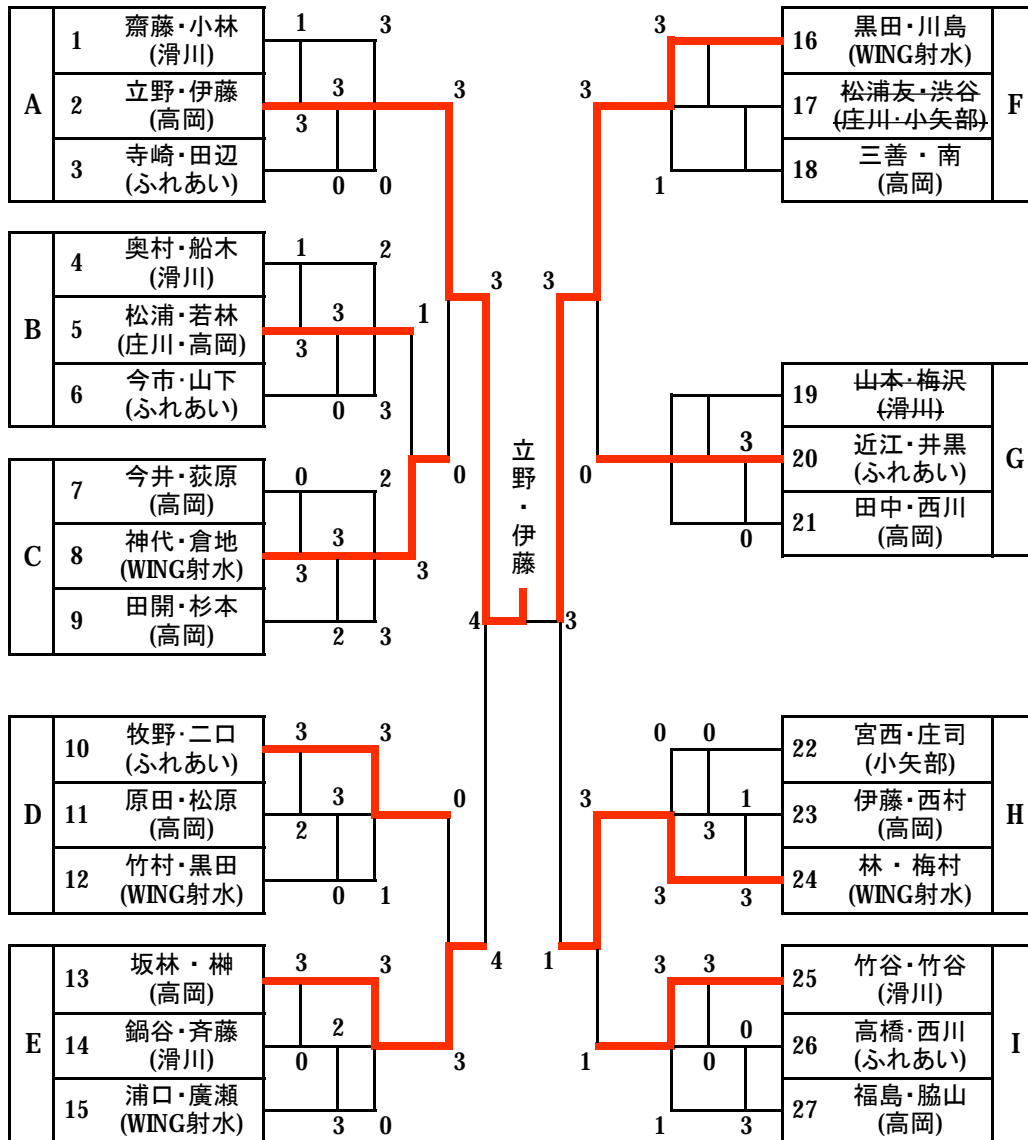 A
1 齋藤・小林 (滑川)
2 立野・伊藤 (高岡)
3 寺崎・田辺 (ふれあい)
1 3
3
3
0 0
3
B
4 奥村・船木 (滑川)
5 松浦・若林 (庄川・高岡)
6 今市・山下 (ふれあい)
1 2
3
3
0 3
1
C
7 今井・荻原 (高岡)
8 神代・倉地 (WING射水)
9 田開・杉本 (高岡)
0 2
3
3
2 3
3
0
3
D
10 牧野・二口 (ふれあい)
11 原田・松原 (高岡)
12 竹村・黒田 (WING射水)
3 3
3
2
0 1
0
E
13 坂林・榊 (高岡)
14 鍋谷・斉藤 (滑川)
15 浦口・廣瀬 (WING射水)
3 3
2
0
3 0
3
4
立野・伊藤
4 3
F
16 黒田・川島 (WING射水)
17 松浦友・渋谷 (庄川・小矢部)
18 三善・南 (高岡)
3
1
3
3
G
19 山本・梅沢 (滑川)
20 近江・井黒 (ふれあい)
21 田中・西川 (高岡)
3
0
0
H
22 宮西・庄司 (小矢部)
23 伊藤・西村 (高岡)
24 林・梅村 (WING射水)
0 0
1
3
3 3
3
1
I
25 竹谷・竹谷 (滑川)
26 高橋・西川 (ふれあい)
27 福島・脇山 (高岡)
3 3
0
0
1 3
1